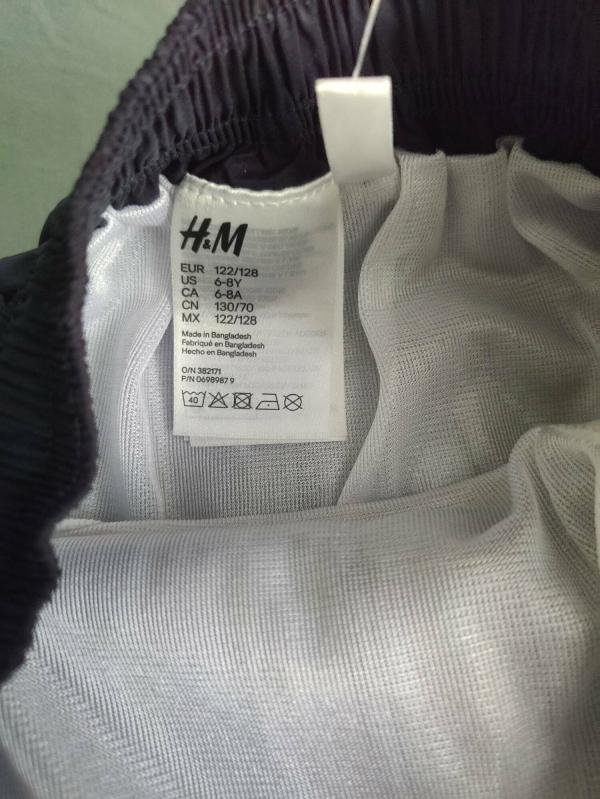 H&M
EUR 122/128
US 6-8Y
CA 6-8A
CN 130/70
MX 122/128
Made in Bangladesh
Fabriqué en Bangladesh
Hecho en Bangladesh
O/N 382171
P/N 0698987 9
40